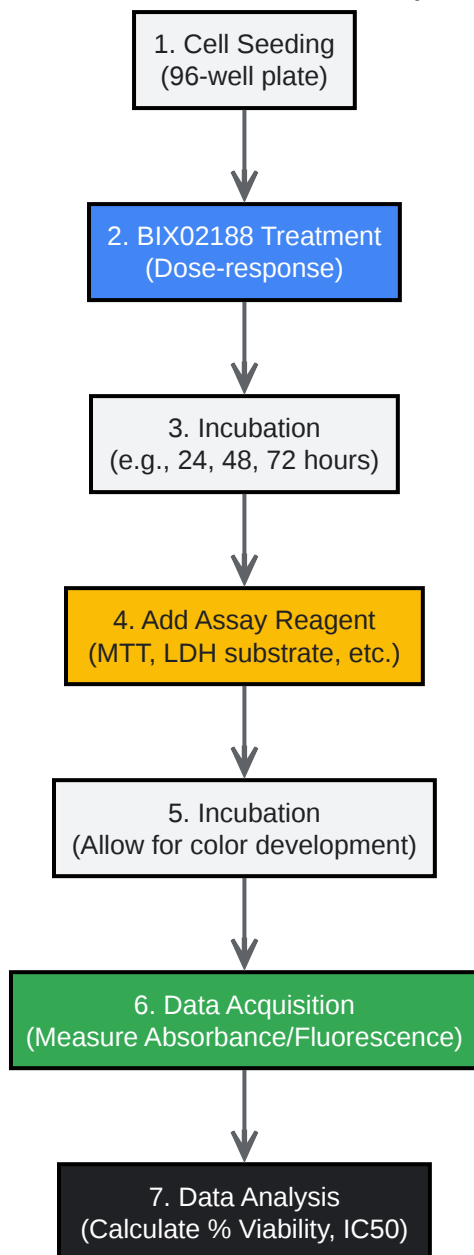 1. Cell Seeding
(96-well plate)
2. BIX02188 Treatment
(Dose-response)
3. Incubation
(e.g., 24, 48, 72 hours)
4. Add Assay Reagent
(MTT, LDH substrate, etc.)
5. Incubation
(Allow for color development)
6. Data Acquisition
(Measure Absorbance/Fluorescence)
7. Data Analysis
(Calculate % Viability, IC50)